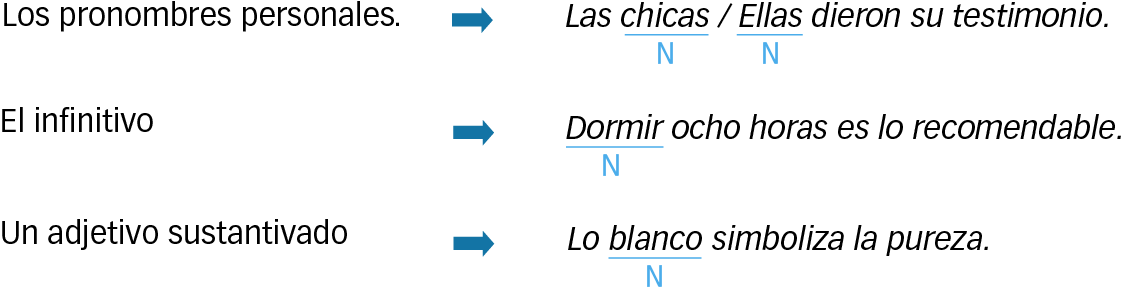 Los pronombres personales. Las chicas / Ellas dieron su testimonio.
N N
El infinitivo Dormir ocho horas es lo recomendable.
N
Un adjetivo sustantivado Lo blanco simboliza la pureza.
N